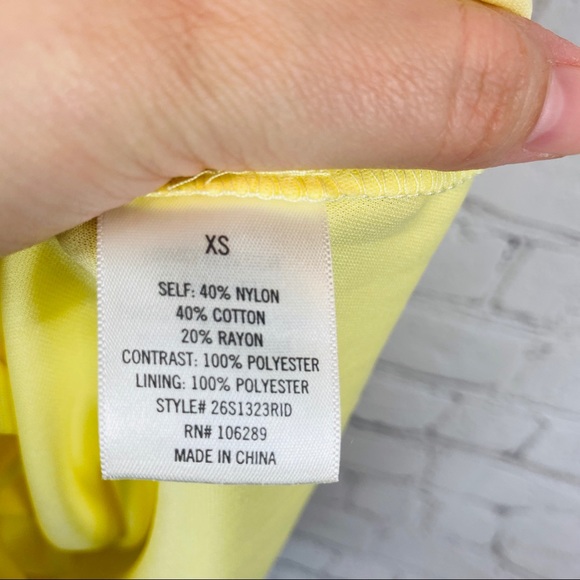 XS
SELF: 40% NYLON
40% COTTON
20% RAYON
CONTRAST: 100% POLYESTER
LINING: 100% POLYESTER
STYLE# 26S1323RID
RN# 106289
MADE IN CHINA